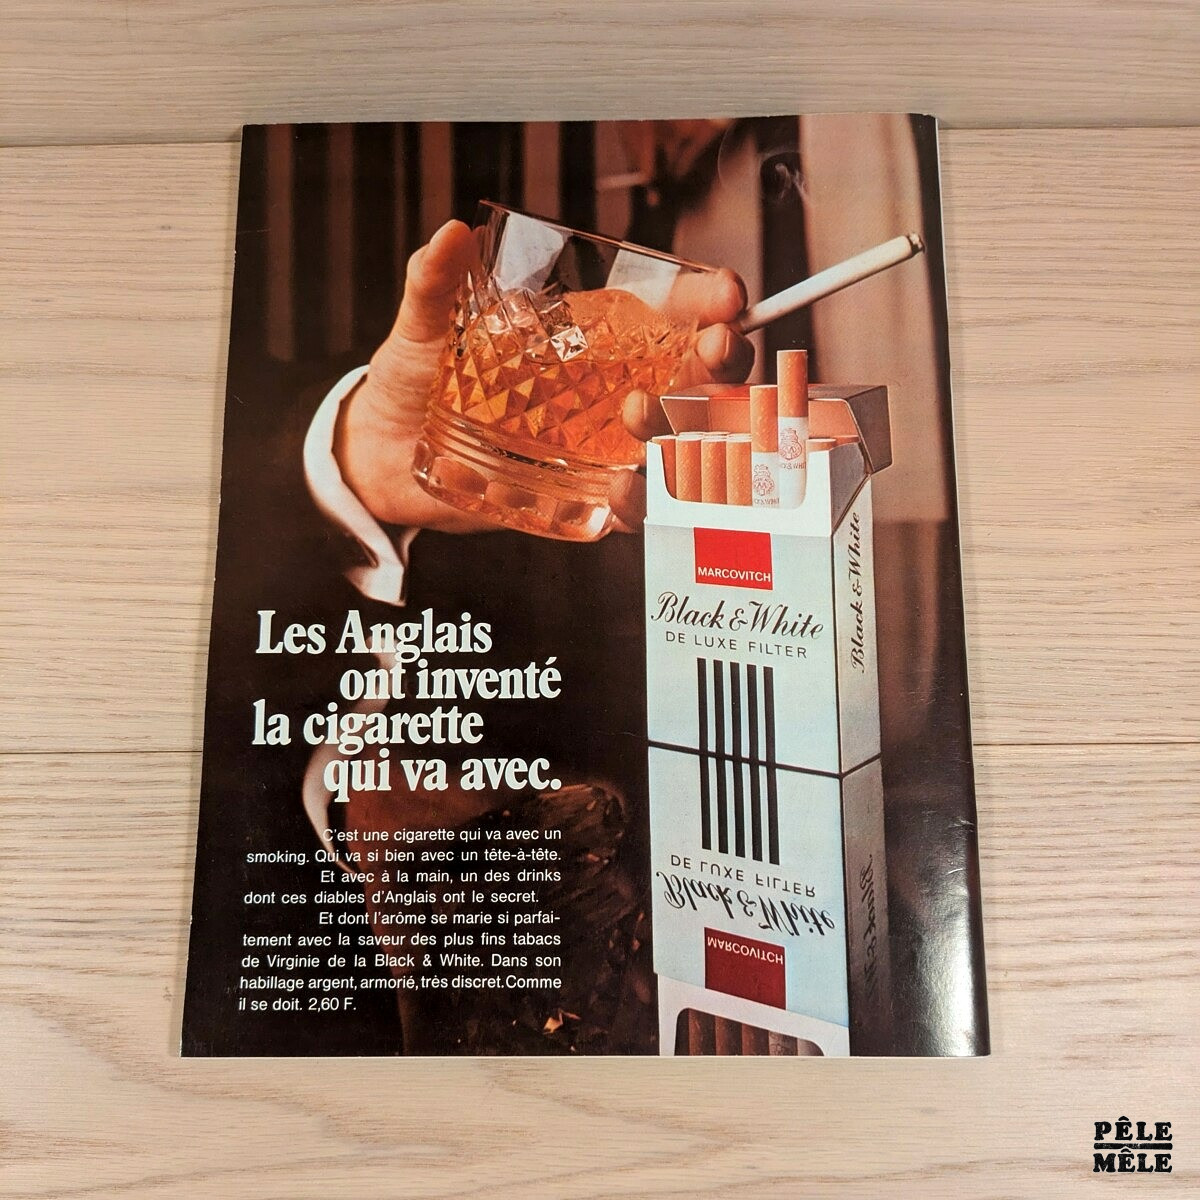 MARCOVITCH
Black & White
DE LUXE FILTER
Black & White
Les Anglais
ont inventé
la cigarette
qui va avec.
C'est une cigarette qui va avec un
smoking. Qui va si bien avec un tête-à-tête.
Et avec à la main, un des drinks
dont ces diables d'Anglais ont le secret.
Et dont l'arôme se marie si parfai-
tement avec la saveur des plus fins tabacs
de Virginie de la Black & White. Dans son
habillage argent, armorié, très discret. Comme
il se doit. 2,60 F.
DE LUXE FILTER
Black & White
MARCOVITCH
PÊLE
MÊLE